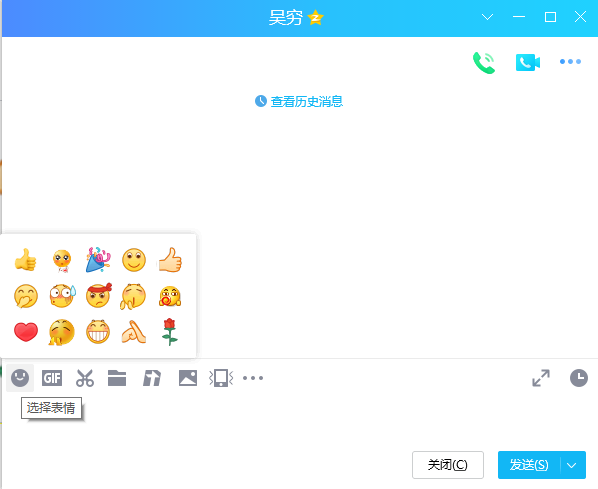 吴穷
查看历史消息
GIF
选择表情
关闭(C)
发送(S)